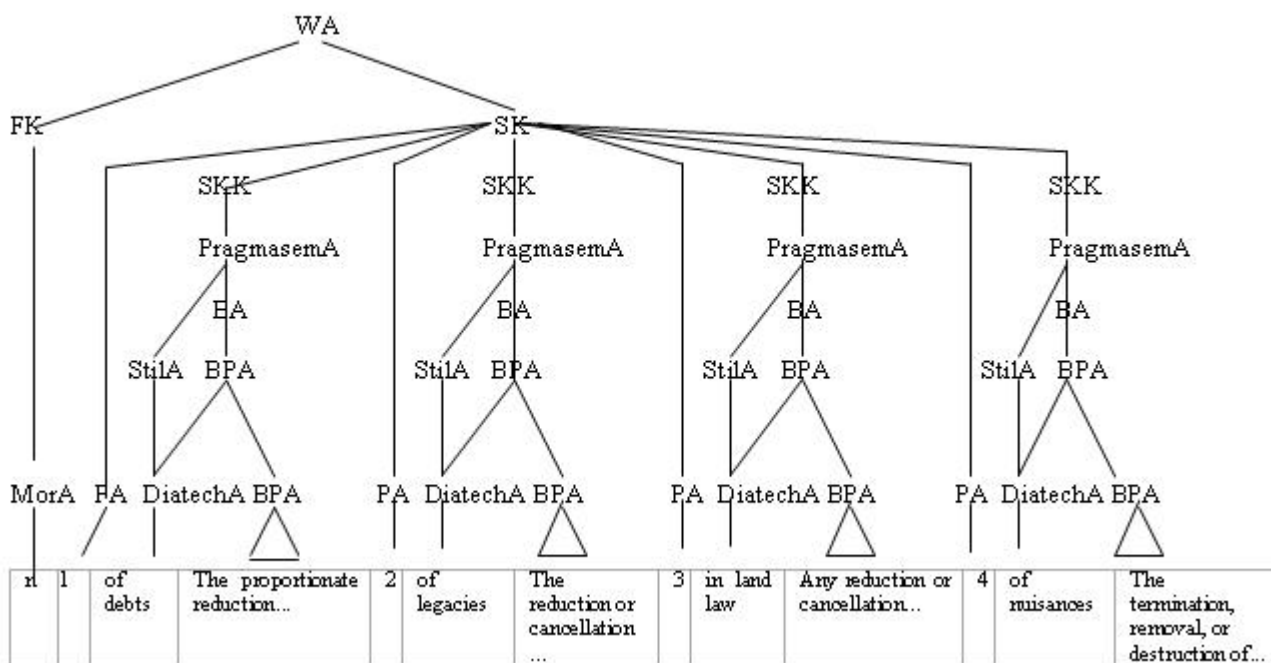 WA
FK SK
SKK SKK SKK SKK
PragmasemA PragmasemA PragmasemA PragmasemA
BA BA BA BA
StilA BPA StilA BPA StilA BPA StilA BPA
MorA FA DiatechA BPA PA DiatechA BPA PA DiatechA BPA PA DiatechA BPA
1 of The proportionate 2 of The 3 in land Any reduction or 4 of The
debts reduction... legacies reduction or law cancellation... nuisances termination,
cancellation removal, or
... destruction of...